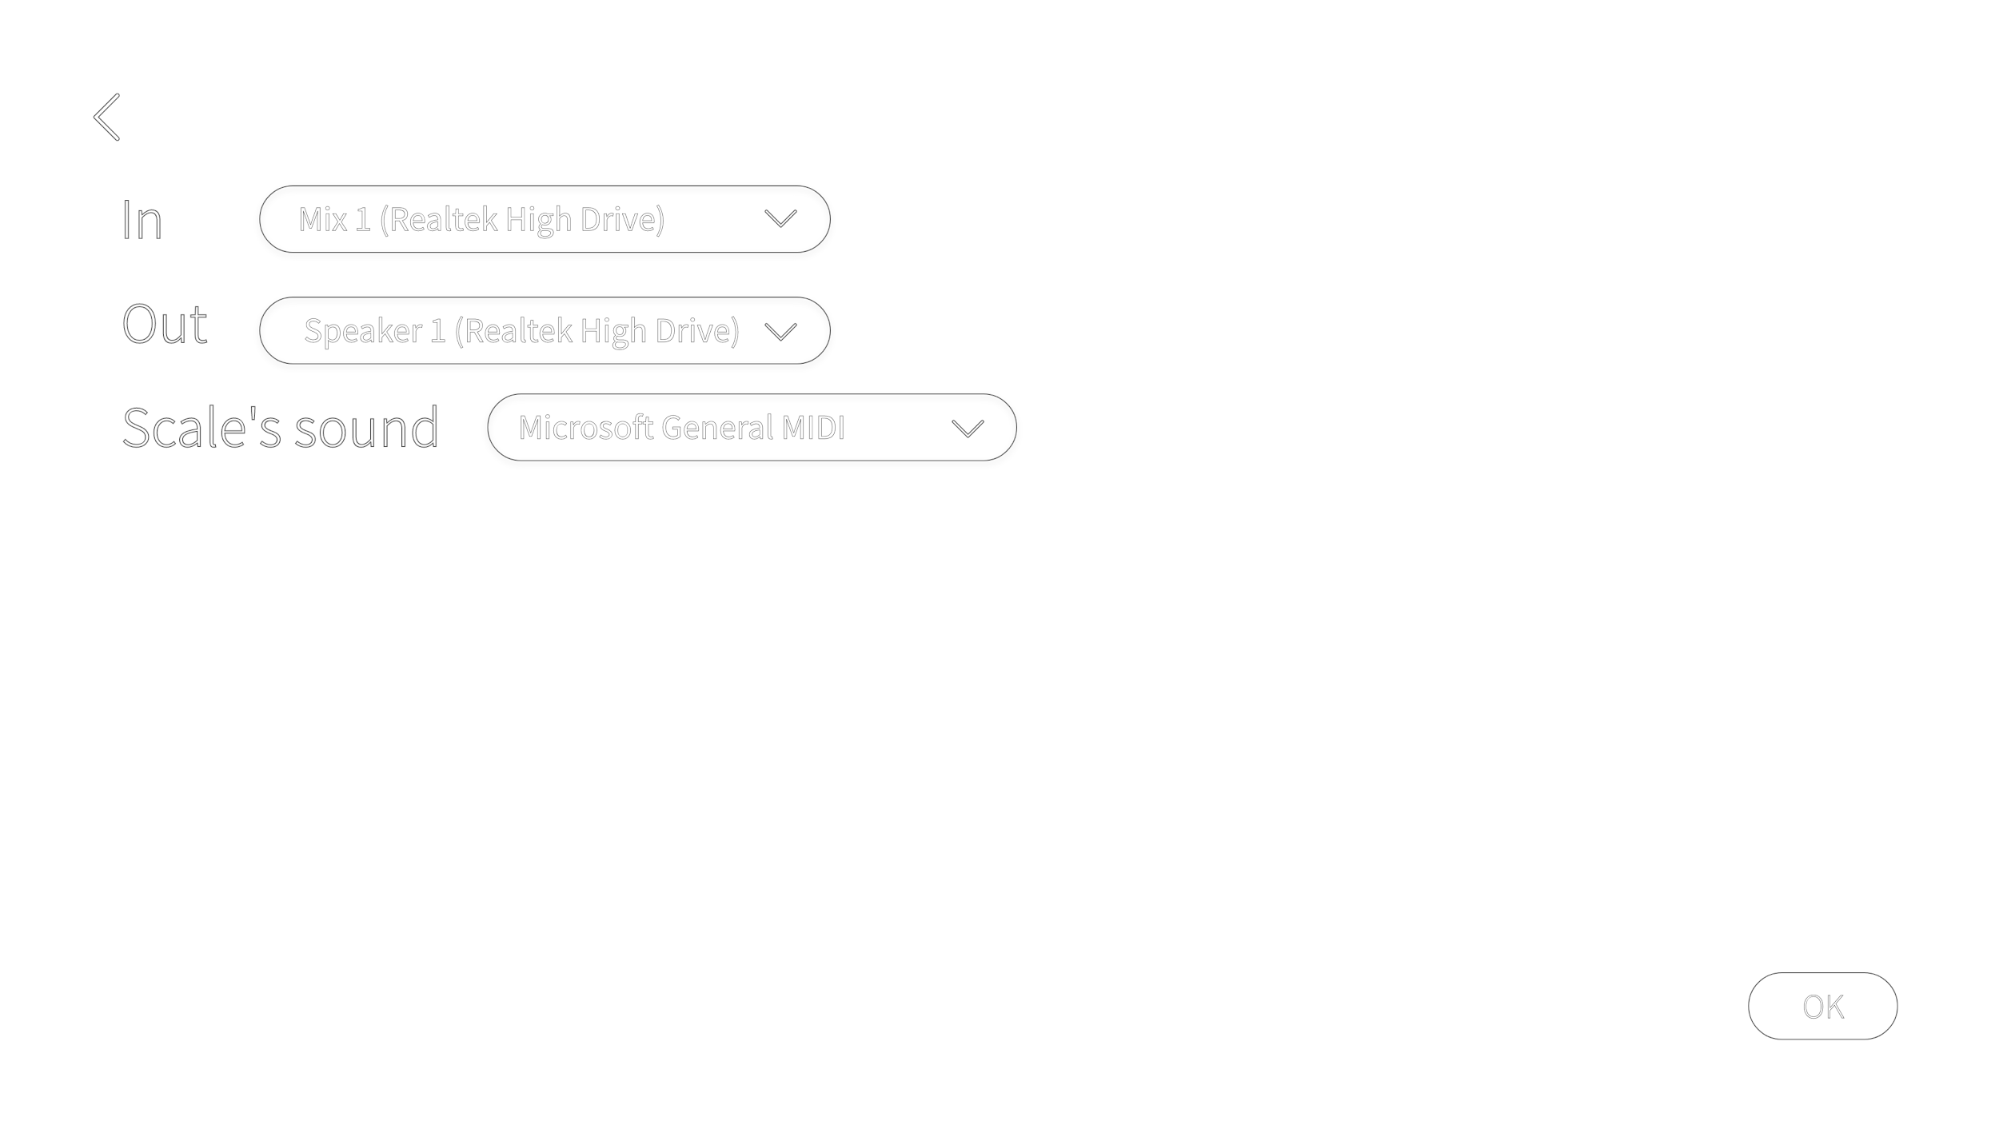 In
Mix 1 (Realtek High Drive)
Out
Speaker 1 (Realtek High Drive)
Scale's sound
Microsoft General MIDI
OK